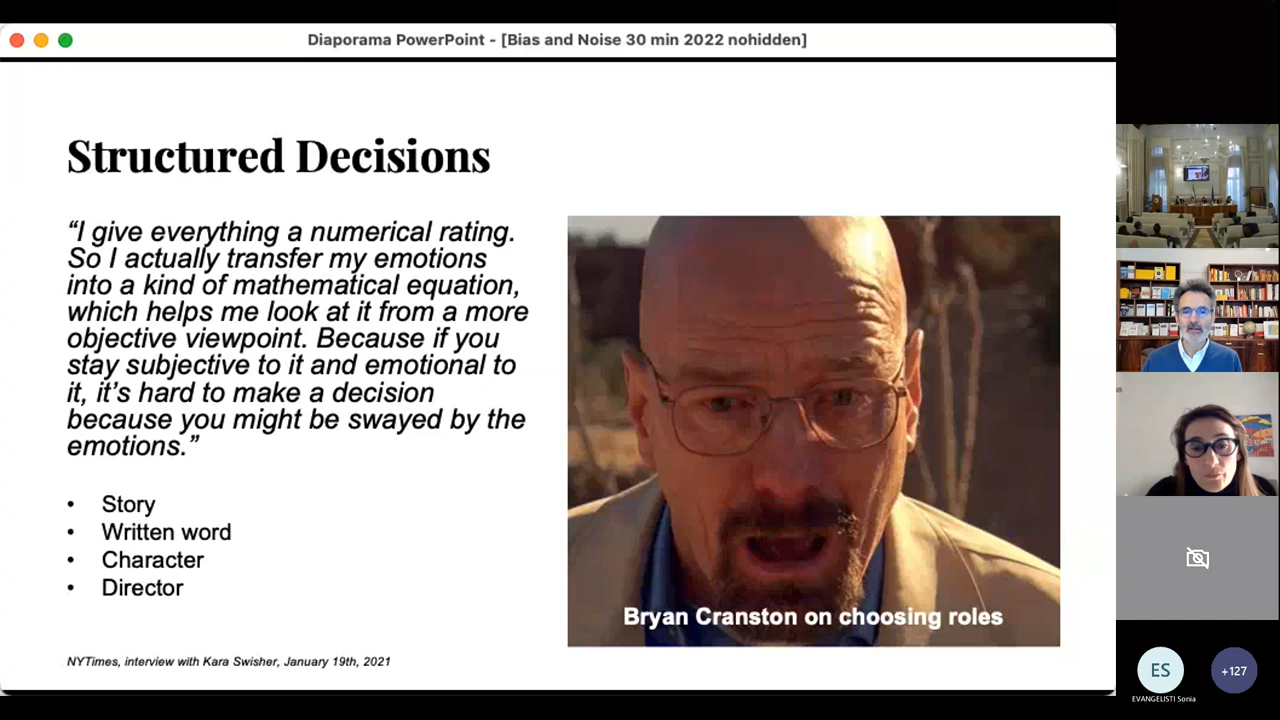 Diaporama PowerPoint - [Bias and Noise 30 min 2022 nohidden]
Structured Decisions
“I give everything a numerical rating.
So I actually transfer my emotions
into a kind of mathematical equation,
which helps me look at it from a more
objective viewpoint. Because if you
stay subjective to it and emotional to
it, it’s hard to make a decision
because you might be swayed by the
emotions.”
• Story
• Written word
• Character
• Director
Bryan Cranston on choosing roles
NYTimes, interview with Kara Swisher, January 19th, 2021
ES
EVANGELISTI Sonia
+127